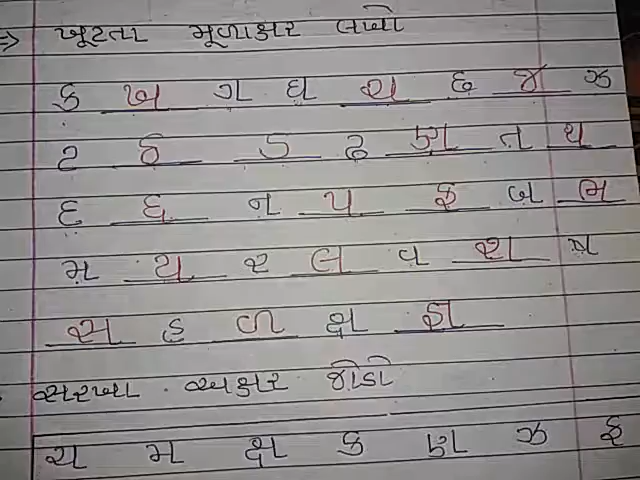 ⇒ ખૂટતા મૂળાક્ષર લખો
ક ખ ગ ઘ ચ છ જ ઝ
ટ ઠ ડ ઢ ણ ત થ
દ ધ ન પ ફ બ ભ
મ ય ર લ વ શ ષ
સ હ ળ ક્ષ જ્ઞ
સરખા અક્ષર જોડો
ચ મ ક્ષ ક ણ ઝ ફ